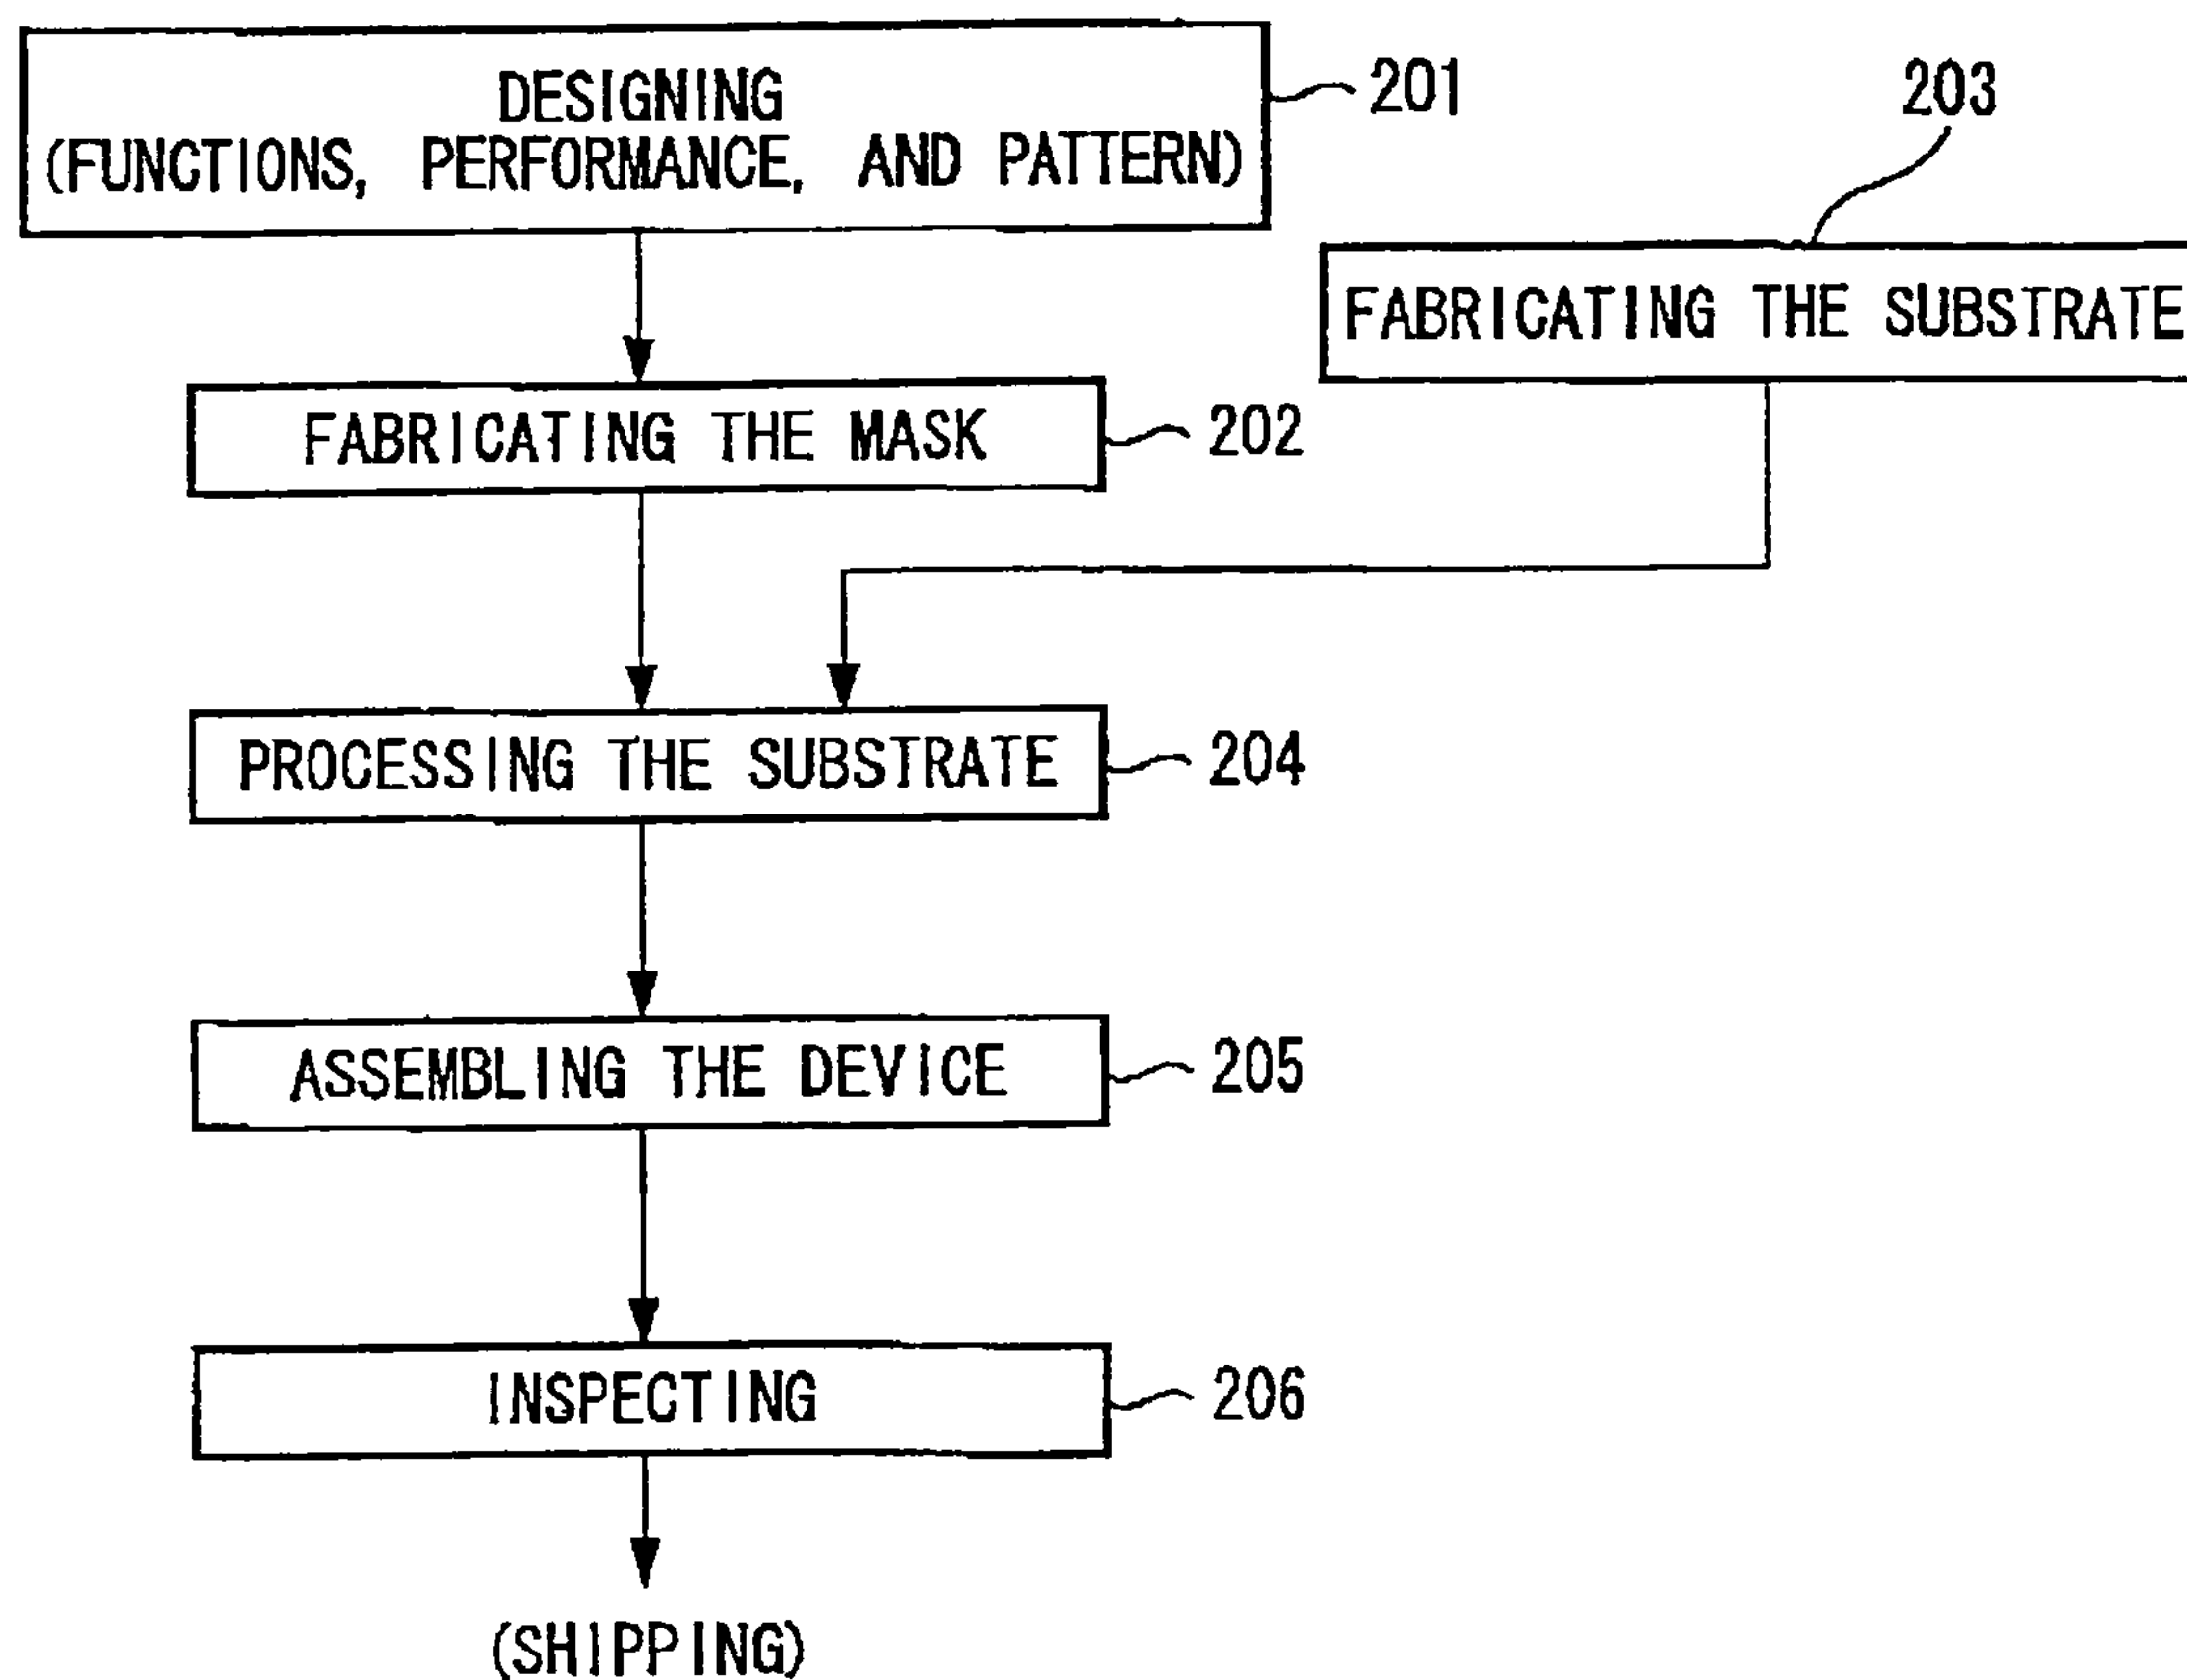 DESIGNING
(FUNCTIONS, PERFORMANCE, AND PATTERN)
201
203
FABRICATING THE SUBSTRATE
FABRICATING THE MASK
202
PROCESSING THE SUBSTRATE
204
ASSEMBLING THE DEVICE
205
INSPECTING
206
(SHIPPING)